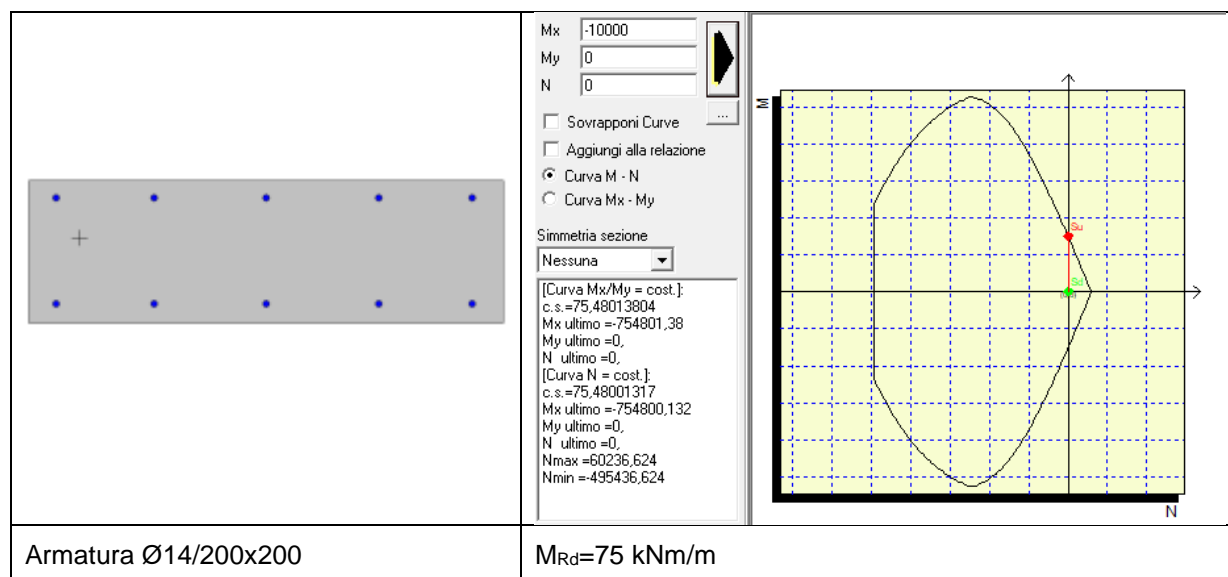 Mx -10000
My 0
N 0
...
Sovrapponi Curve
Aggiungi alla relazione
Curva M - N
Curva Mx - My
Simmetria sezione
Nessuna
[Curva Mx/My = cost.]:
c.s.=75,48013804
Mx ultimo =-754801,38
My ultimo =0,
N ultimo =0,
[Curva N = cost.]:
c.s.=75,48001317
Mx ultimo =-754800,132
My ultimo =0,
N ultimo =0,
Nmax =60236,624
Nmin =-495436,624
M
Su
Sd
N
Armatura Ø14/200x200
MRd=75 kNm/m